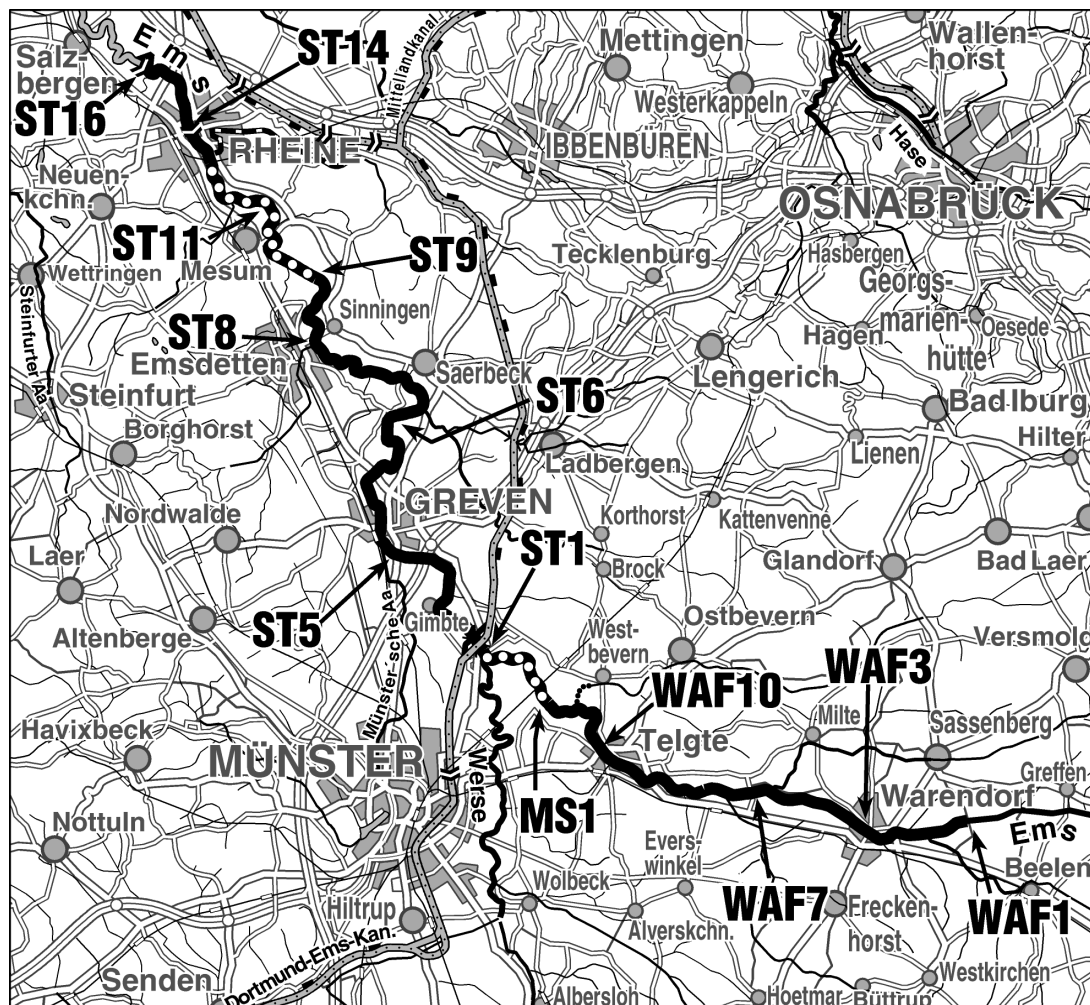 Salz-
bergen
Ems
ST14
ST16
Mittellandkanal
Mettingen
Westerkappeln
Wallen-
horst
Hase
RHEINE
IBBENBÜREN
OSNABRÜCK
Neuen-
kchn.
ST11
Wettringen
Mesum
ST9
Tecklenburg
Hasbergen
Georgs-
marien-
hütte
Oesede
Hagen
Steinfurter Aa
Sinningen
ST8
Emsdetten
Saerbeck
Lengerich
Steinfurt
ST6
Bad Iburg
Borghorst
Ladbergen
Lienen
Hilter
GREVEN
Nordwalde
Korthorst
Kattenvenne
Laer
ST1
Brock
Glandorf
Bad Laer
ST5
Gimbte
Münster-sche Aa
Altenberge
West-
bevern
Ostbevern
Versmold
WAF3
WAF10
Havixbeck
MÜNSTER
Werse
Telgte
Milte
Sassenberg
MS1
Greffen
Warendorf
Ems
Nottuln
Evers-
winkel
Beelen
Wolbeck
WAF7
Frecken-
horst
WAF1
Hiltrup
Alverskchn.
Dortmund-Ems-Kan.
Senden
Westkirchen
Albersloh
Hoetmar
Büttrup